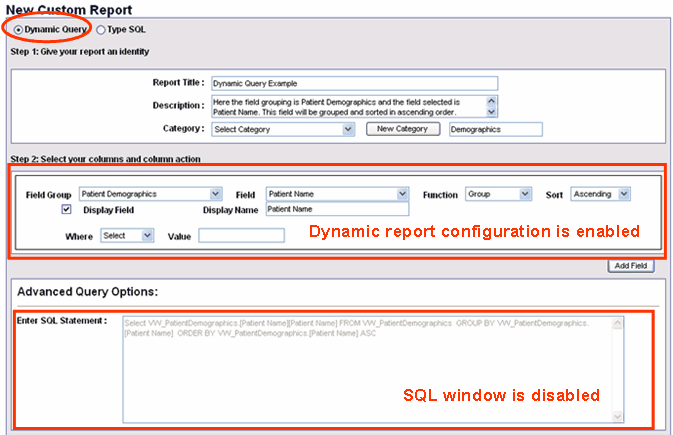 New Custom Report
Dynamic Query Type SQL
Step 1: Give your report an identity
Report Title : Dynamic Query Example
Description : Here the field grouping is Patient Demographics and the field selected is
Patient Name. This field will be grouped and sorted in ascending order.
Category : Select Category New Category Demographics
Step 2: Select your columns and column action
Field Group Patient Demographics Field Patient Name Function Group Sort Ascending
Display Field Display Name Patient Name
Where Select Value
Dynamic report configuration is enabled
Add Field
Advanced Query Options:
Enter SQL Statement : Select VW_PatientDemographics.[Patient Name][Patient Name] FROM VW_PatientDemographics GROUP BY VW_PatientDemographics.
[Patient Name] ORDER BY VW_PatientDemographics.[Patient Name] ASC
SQL window is disabled